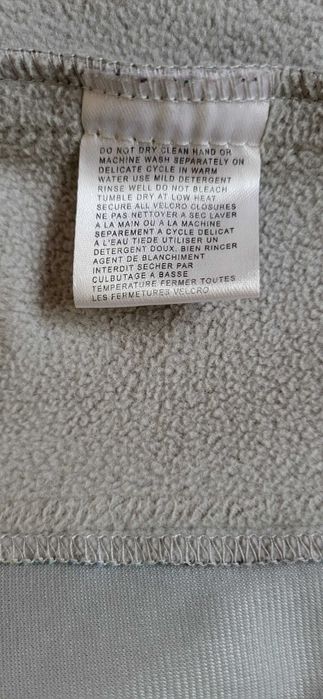 DO NOT DRY CLEAN HAND OR
MACHINE WASH SEPARATELY ON
DELICATE CYCLE IN WARM
WATER USE MILD DETERGENT
RINSE WELL DO NOT BLEACH
TUMBLE DRY AT LOW HEAT
SECURE ALL VELCRO CLOSURES
NE PAS NETTOYER A SEC LAVER
A LA MAIN OU A LA MACHINE
SEPAREMENT A CYCLE DELICAT
A L'EAU TIEDE UTILISER UN
DETERGENT DOUX. BIEN RINCER
AGENT DE BLANCHIMENT
INTERDIT SECHER PAR
CULBUTAGE A BASSE
TEMPÉRATURE FERMER TOUTES
LES FERMETURES VELCRO